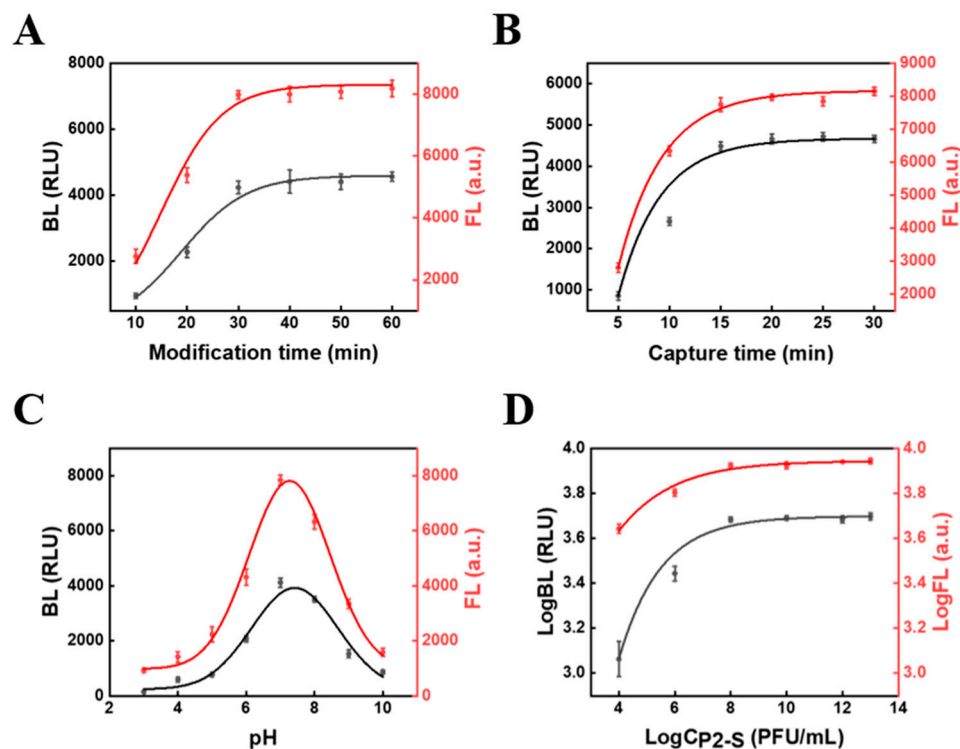 A
8000
6000
4000
2000
BL (RLU)
8000
6000
4000
2000
FL (a.u.)
10 20 30 40 50 60
Modification time (min)
B
6000
5000
4000
3000
2000
1000
BL (RLU)
9000
8000
7000
6000
5000
4000
3000
2000
FL (a.u.)
5 10 15 20 25 30
Capture time (min)
C
8000
6000
4000
2000
0
BL (RLU)
8000
6000
4000
2000
0
FL (a.u.)
2 4 6 8 10
pH
D
4.0
3.8
3.6
3.4
3.2
3.0
LogBL (RLU)
4.0
3.8
3.6
3.4
3.2
3.0
LogFL (a.u.)
4 6 8 10 12 14
LogCP2-S (PFU/mL)